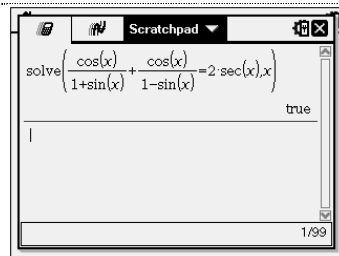 Scratchpad
solve(cos(x)/(1+sin(x))+cos(x)/(1-sin(x))=2·sec(x),x)
true
1/99